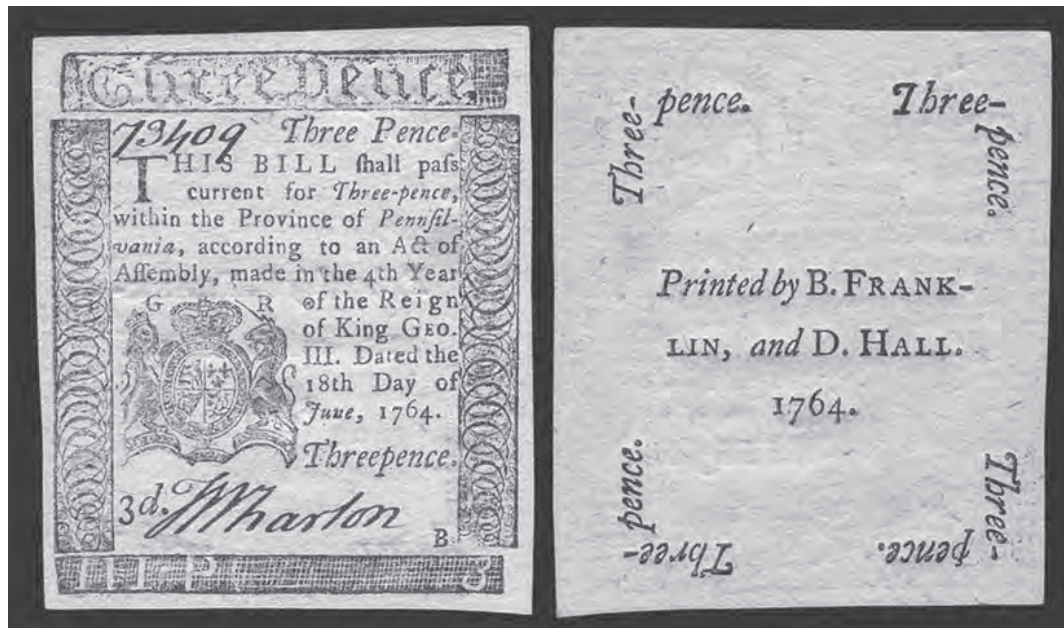 Three Pence.
73409 Three Pence.
THIS BILL ſhall paſs
current for Three-pence,
within the Province of Pennſil-
vania, according to an Act of
Aſſembly, made in the 4th Year
G R of the Reign
of King GEO.
III. Dated the
18th Day of
June, 1764.
Threepence.
3d. Wharton
B
Three-pence.
Three-pence.
Printed by B. FRANK-
LIN, and D. HALL.
1764.
Three-pence.
Three-pence.